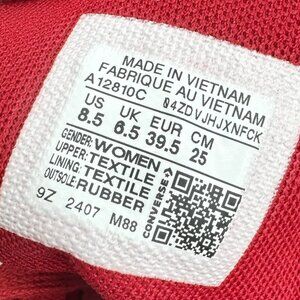 MADE IN VIETNAM
FABRIQUE AU VIETNAM
A12810C 04ZDVJHJXNFCK
US UK EUR CM
8.5 6.5 39.5 25
GENDER: WOMEN
UPPER: TEXTILE
LINING: TEXTILE
OUTSOLE: RUBBER
CONVERSE
9Z 2407 M88